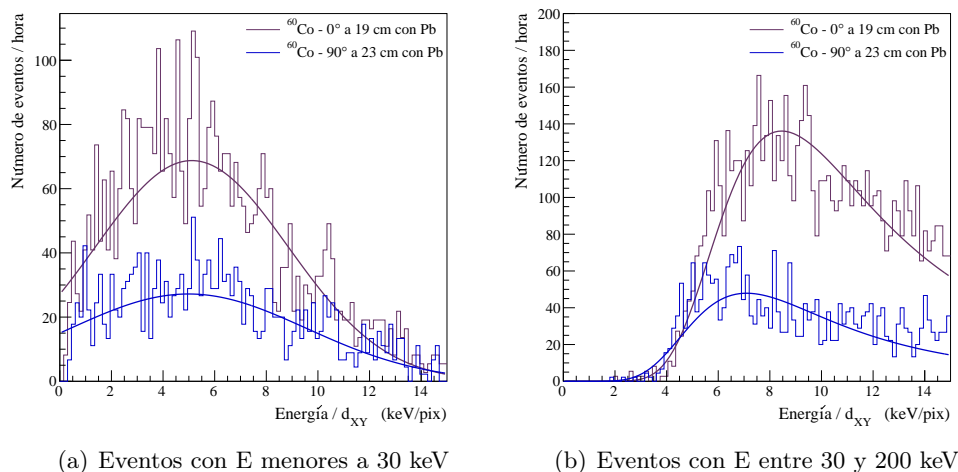 ⁶⁰Co - 0° a 19 cm con Pb
⁶⁰Co - 90° a 23 cm con Pb
Número de eventos / hora
100
80
60
40
20
0
0 2 4 6 8 10 12 14
Energía / dXY (keV/pix)
(a) Eventos con E menores a 30 keV
⁶⁰Co - 0° a 19 cm con Pb
⁶⁰Co - 90° a 23 cm con Pb
Número de eventos / hora
200
180
160
140
120
100
80
60
40
20
0
0 2 4 6 8 10 12 14
Energía / dXY (keV/pix)
(b) Eventos con E entre 30 y 200 keV